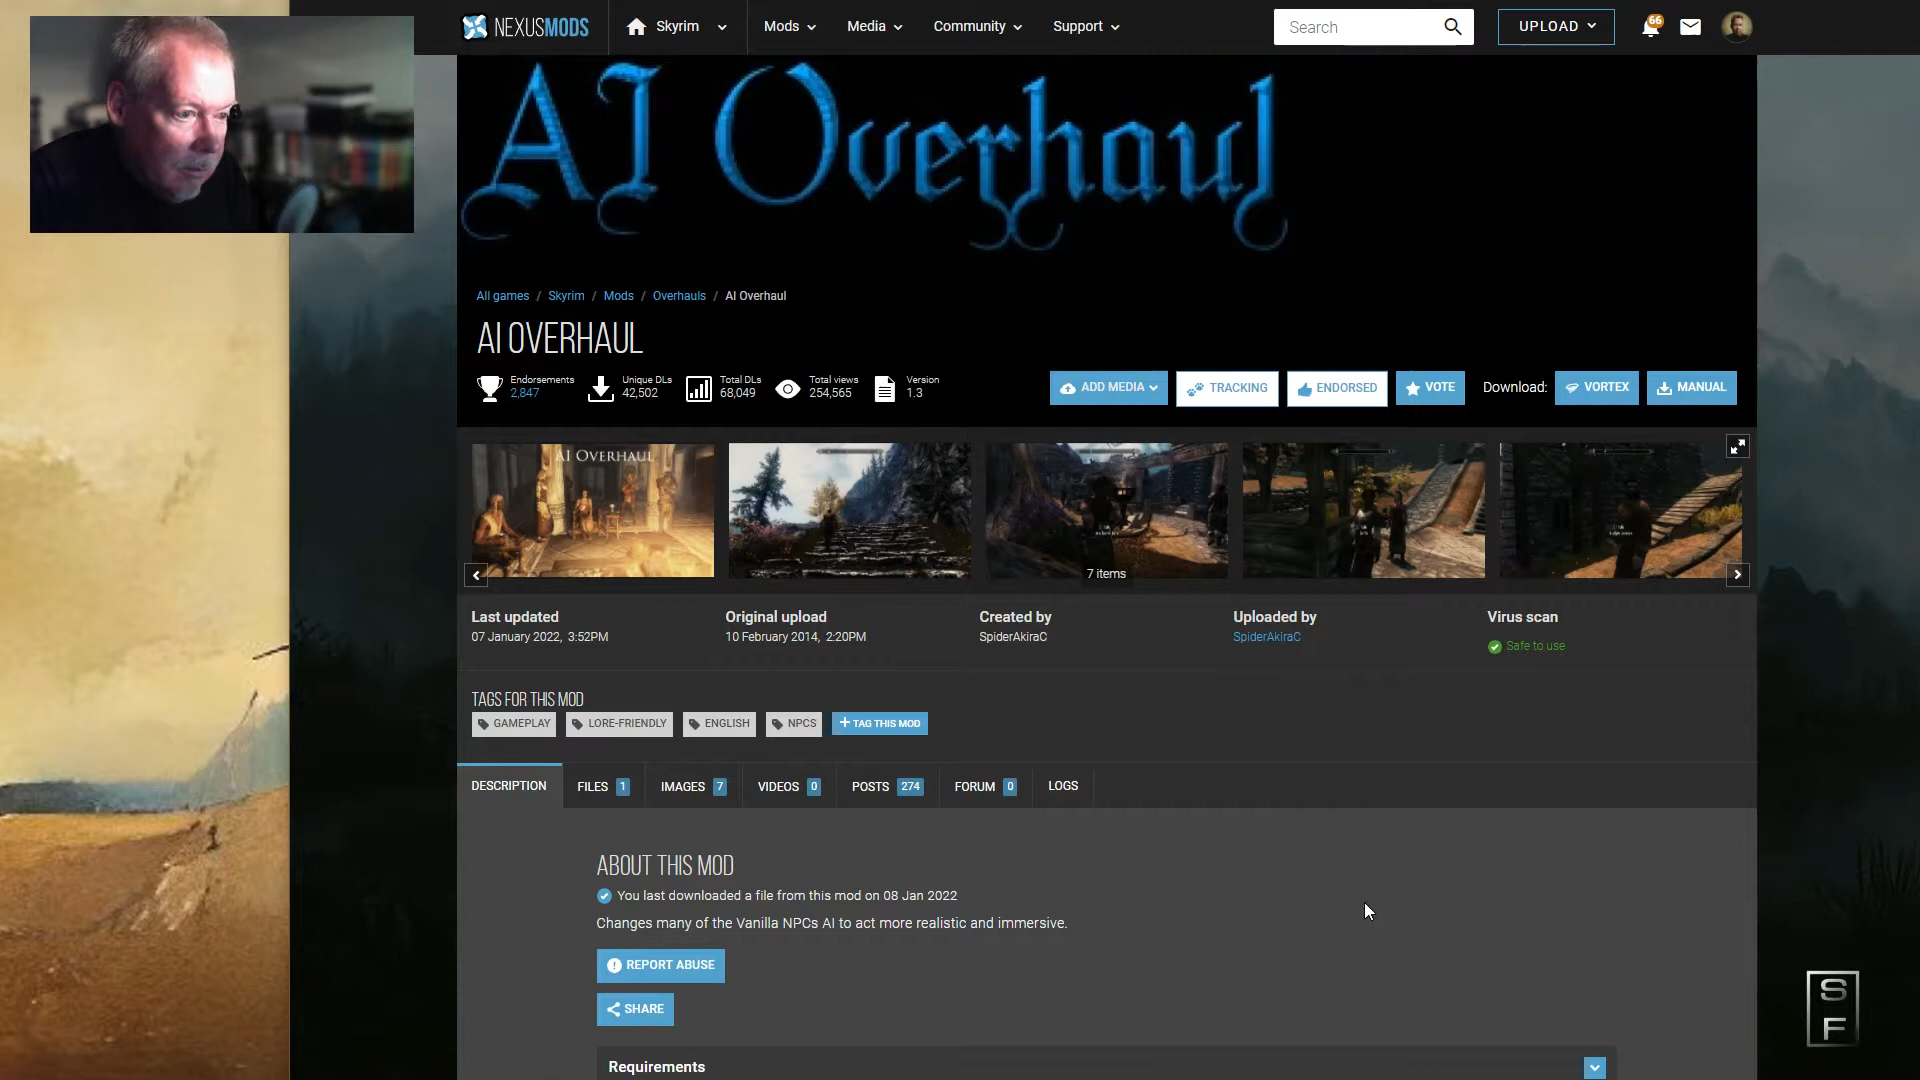 NEXUSMODS
Skyrim
Mods
Media
Community
Support
Search
UPLOAD
66
AI Overhaul
All games / Skyrim / Mods / Overhauls / AI Overhaul
AI OVERHAUL
Endorsements
2,847
Unique DLs
42,502
Total DLs
68,049
Total views
254,565
Version
1.3
ADD MEDIA
TRACKING
ENDORSED
VOTE
Download:
VORTEX
MANUAL
AI OVERHAUL
7 items
Last updated
07 January 2022, 3:52PM
Original upload
10 February 2014, 2:20PM
Created by
SpiderAkiraC
Uploaded by
SpiderAkiraC
Virus scan
Safe to use
TAGS FOR THIS MOD
GAMEPLAY
LORE-FRIENDLY
ENGLISH
NPCS
+ TAG THIS MOD
DESCRIPTION
FILES 1
IMAGES 7
VIDEOS 0
POSTS 274
FORUM 0
LOGS
ABOUT THIS MOD
You last downloaded a file from this mod on 08 Jan 2022
Changes many of the Vanilla NPCs AI to act more realistic and immersive.
REPORT ABUSE
SHARE
Requirements
S
F